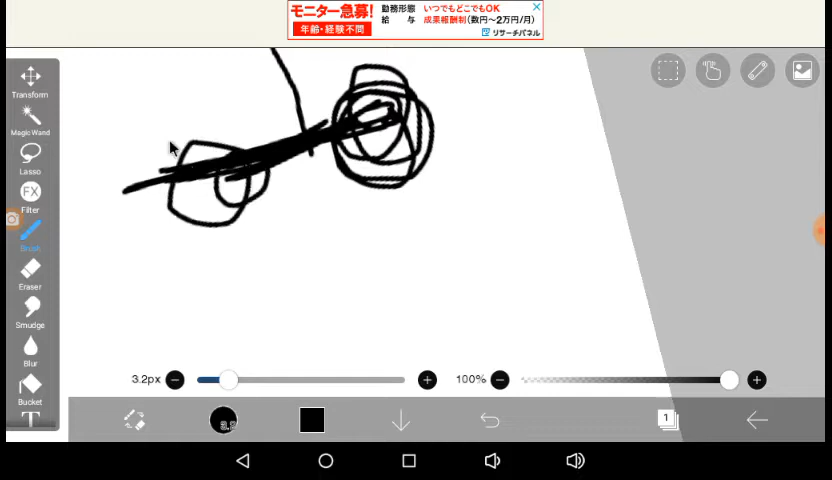 モニター急募!
年齢・経験不問
勤務形態 いつでもどこでもOK
給 与 成果報酬制(数円〜2万円/月)
リサーチパネル
Transform
Magic Wand
Lasso
FX
Filter
Brush
Eraser
Smudge
Blur
Bucket
T
3.2px
100%
1